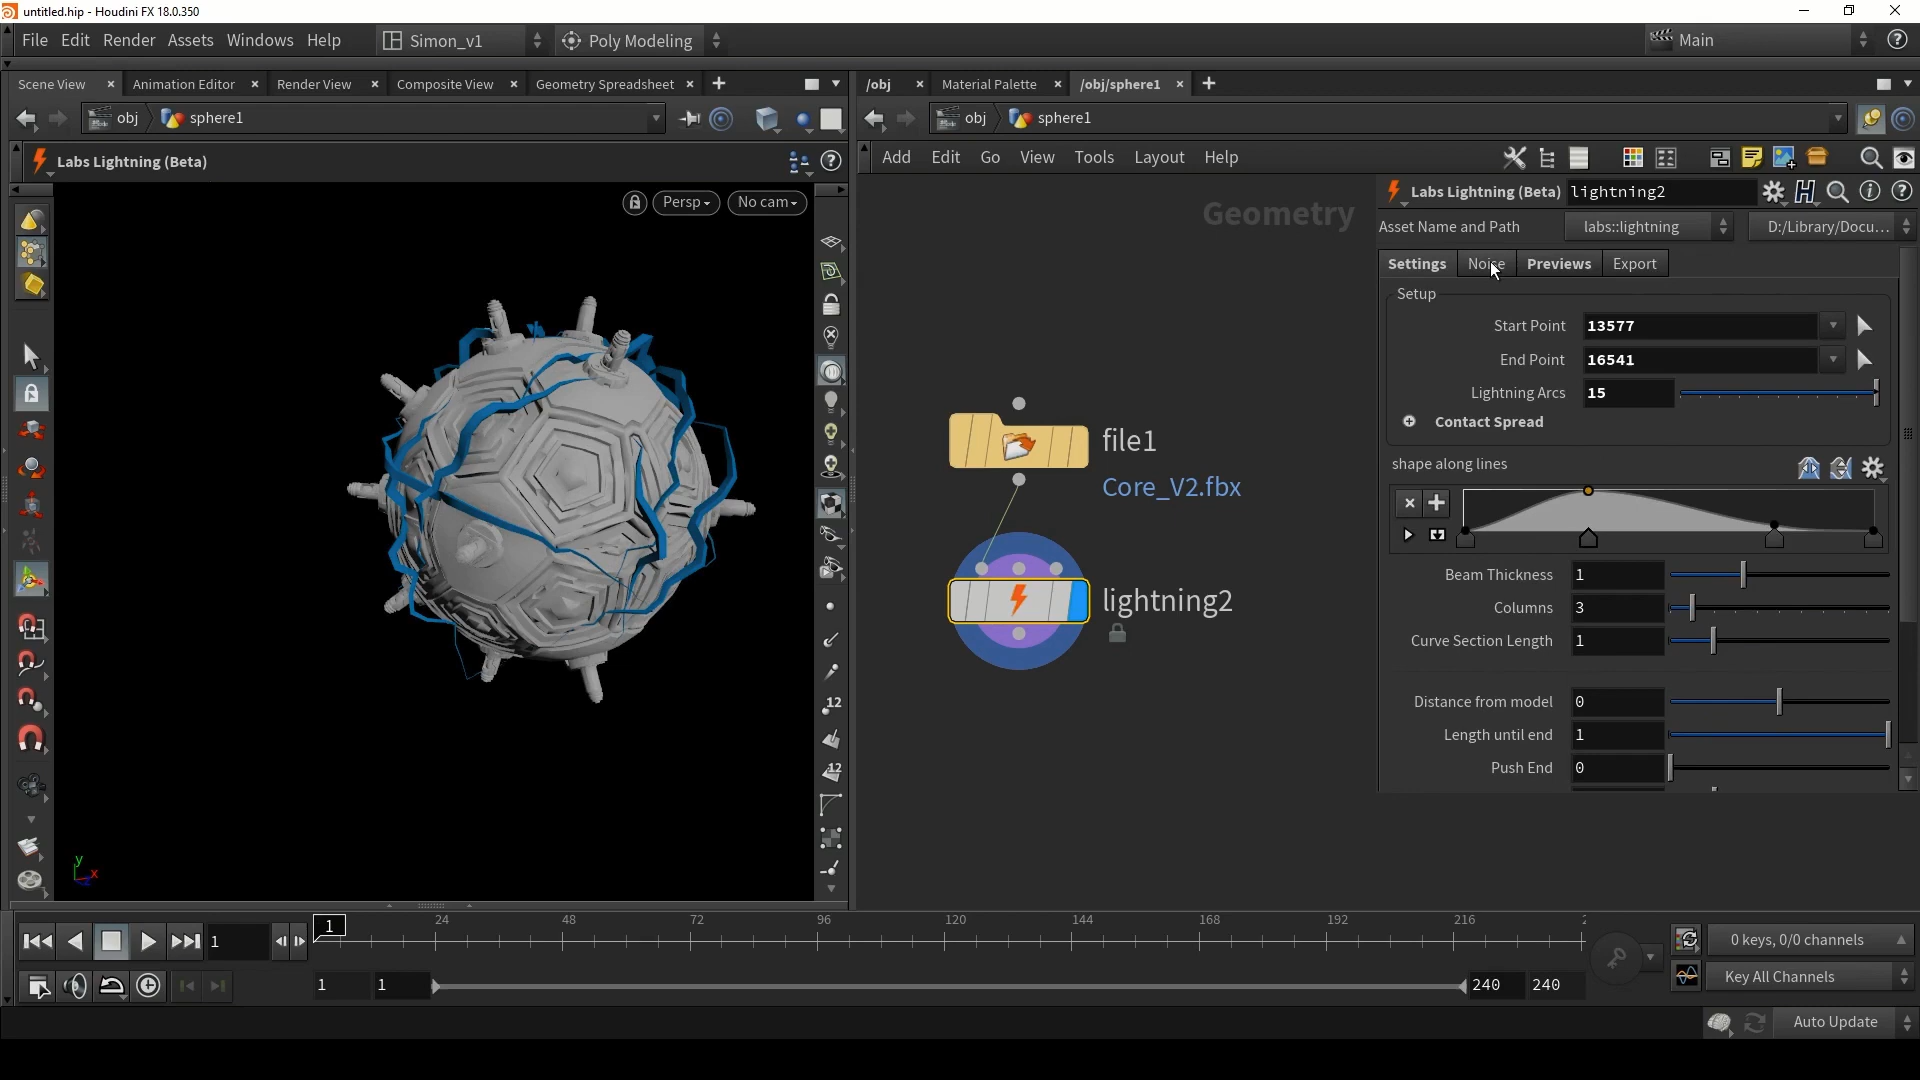 untitled.hip - Houdini FX 18.0.350
File Edit Render Assets Windows Help Simon_v1 Poly Modeling Main
Scene View Animation Editor Render View Composite View Geometry Spreadsheet
/obj Material Palette /obj/sphere1
obj sphere1
obj sphere1
Labs Lightning (Beta)
Add Edit Go View Tools Layout Help
Persp No cam
Geometry
Labs Lightning (Beta) lightning2
Asset Name and Path labs::lightning D:/Library/Docu...
Settings Noise Previews Export
Setup
Start Point 13577
End Point 16541
Lightning Arcs 15
Contact Spread
shape along lines
Beam Thickness 1
Columns 3
Curve Section Length 1
Distance from model 0
Length until end 1
Push End 0
file1
Core_V2.fbx
lightning2
12
12
y
x
1 1 24 48 72 96 120 144 168 192 216 2
0 keys, 0/0 channels
1 1 240 240
Key All Channels
Auto Update